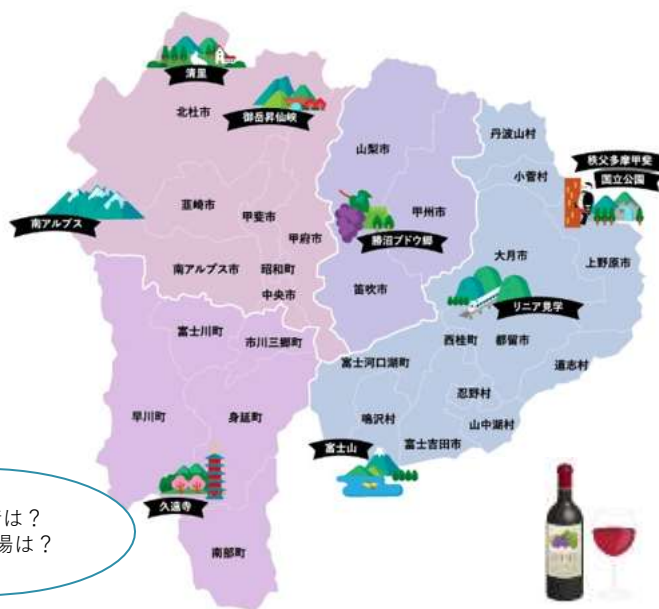 清里
北杜市
御岳昇仙峡
山梨市
丹波山村
秩父多摩甲斐
国立公園
小菅村
南アルプス
韮崎市
甲斐市
甲府市
甲州市
勝沼ブドウ郷
大月市
上野原市
南アルプス市
昭和町
中央市
笛吹市
リニア見学
富士川町
市川三郷町
西桂町
都留市
富士河口湖町
道志村
忍野村
早川町
身延町
鳴沢村
山中湖村
富士吉田市
富士山
久遠寺
は？
場は？
南部町